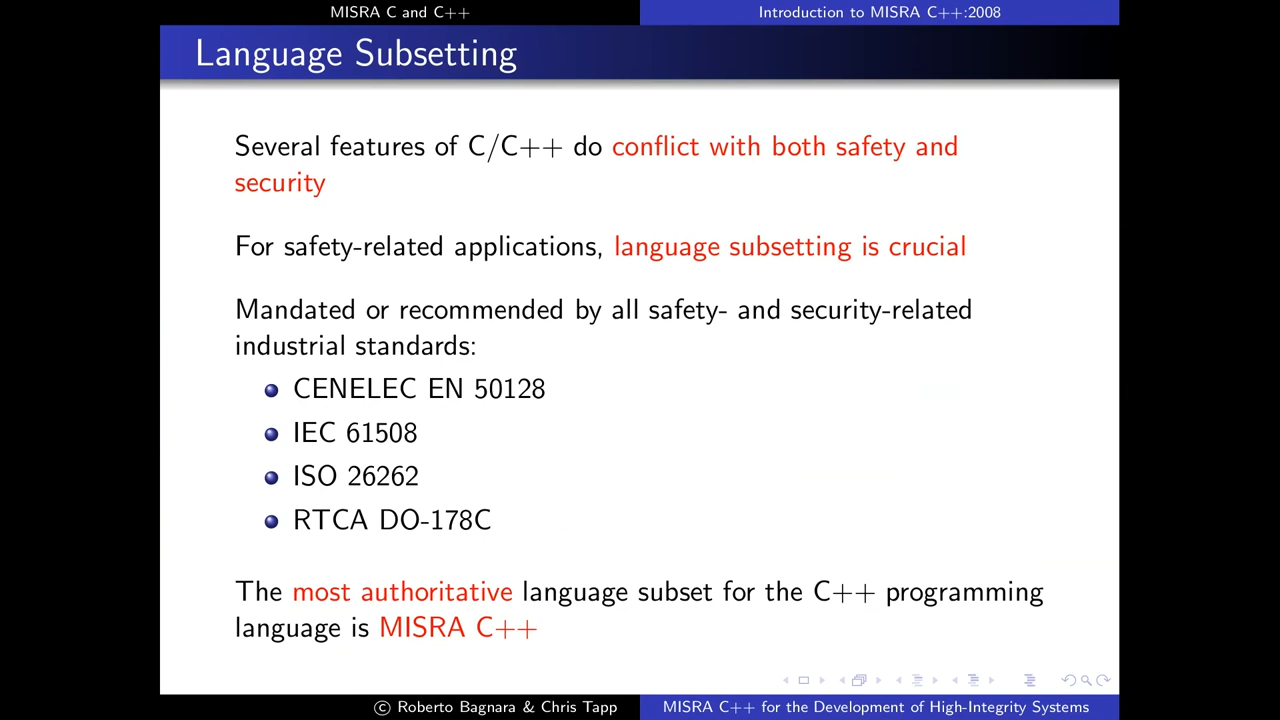 MISRA C and C++
Introduction to MISRA C++:2008
Language Subsetting
Several features of C/C++ do conflict with both safety and
security
For safety-related applications, language subsetting is crucial
Mandated or recommended by all safety- and security-related
industrial standards:
CENELEC EN 50128
IEC 61508
ISO 26262
RTCA DO-178C
The most authoritative language subset for the C++ programming
language is MISRA C++
© Roberto Bagnara & Chris Tapp
MISRA C++ for the Development of High-Integrity Systems